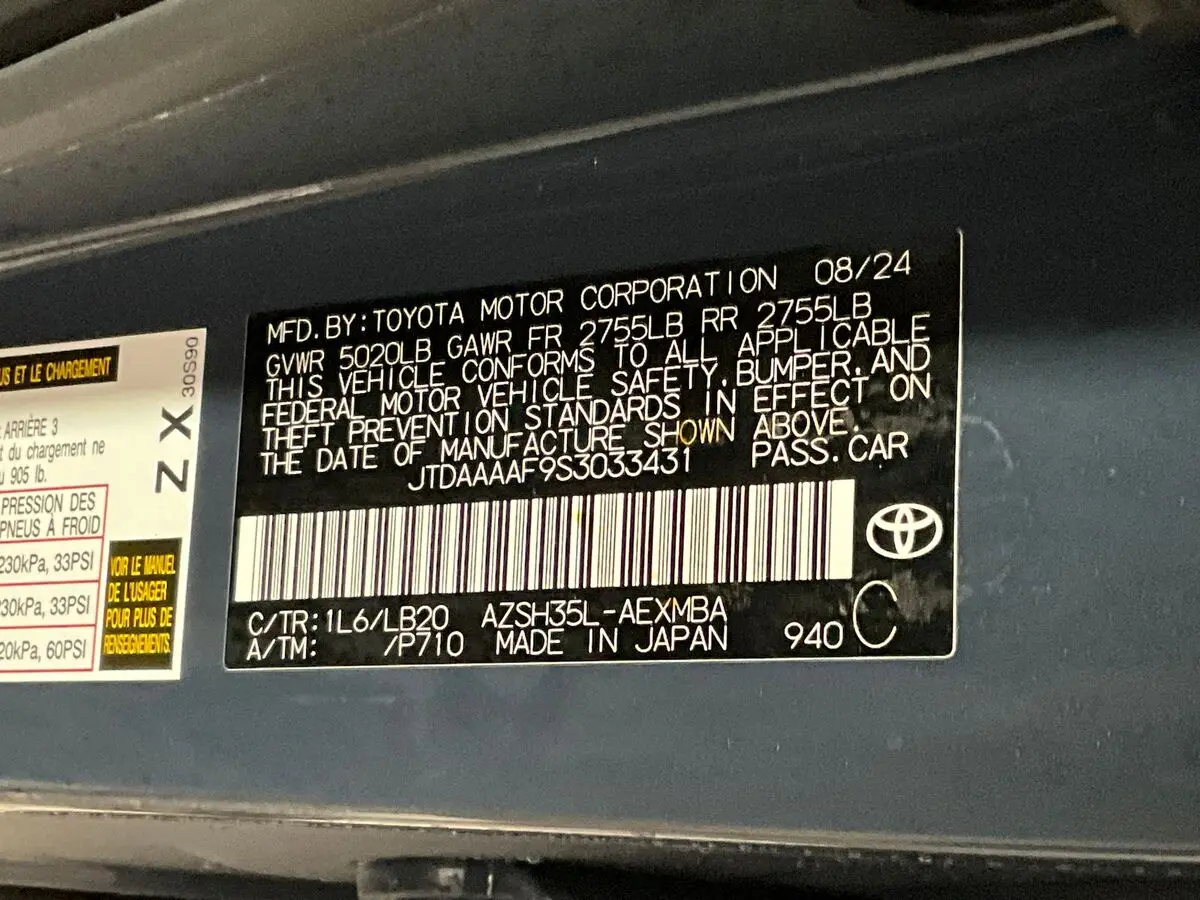 US ET LE CHARGEMENT
ARRIÈRE 3
t du chargement ne
u 905 lb.
PRESSION DES
PNEUS À FROID
230kPa, 33PSI
230kPa, 33PSI
20kPa, 60PSI
VOIR LE MANUEL
DE L'USAGER
POUR PLUS DE
RENSEIGNEMENTS.
Z X 30S90
MFD. BY: TOYOTA MOTOR CORPORATION 08/24
GVWR 5020LB GAWR FR 2755LB RR 2755LB
THIS VEHICLE CONFORMS TO ALL APPLICABLE
FEDERAL MOTOR VEHICLE SAFETY, BUMPER, AND
THEFT PREVENTION STANDARDS IN EFFECT ON
THE DATE OF MANUFACTURE SHOWN ABOVE.
JTDAAAAF9S3033431 PASS. CAR
C/TR: 1L6/LB20 AZSH35L-AEXMBA
A/TM: /P710 MADE IN JAPAN 940 C